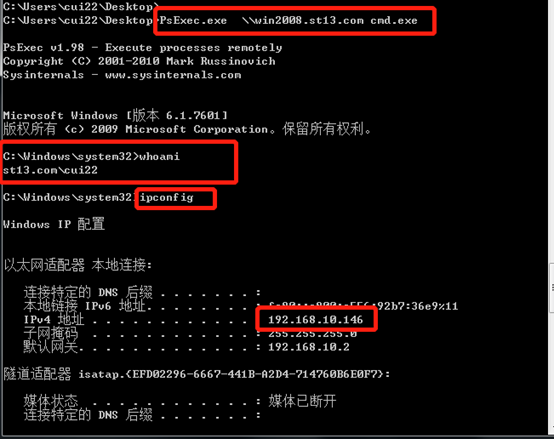 C:\Users\cui22\Desktop>
C:\Users\cui22\Desktop>PsExec.exe  \\win2008.st13.com cmd.exe
PsExec v1.98 - Execute processes remotely
Copyright (C) 2001-2010 Mark Russinovich
Sysinternals - www.sysinternals.com
Microsoft Windows [版本 6.1.7601]
版权所有 (c) 2009 Microsoft Corporation。保留所有权利。
C:\Windows\system32>whoami
st13.com\cui22
C:\Windows\system32>ipconfig
Windows IP 配置
以太网适配器 本地连接:
连接特定的 DNS 后缀 . . . . . . . :
本地链接 IPv6 地址. . . . . . . . :
IPv4 地址 . . . . . . . . . . . . : 192.168.10.146
子网掩码 . . . . . . . . . . . . : 255.255.255.0
默认网关. . . . . . . . . . . . . : 192.168.10.2
隧道适配器 isatap.{EFD02296-6667-441B-A2D4-714760B6E0F7}:
媒体状态 . . . . . . . . . . . . : 媒体已断开
连接特定的 DNS 后缀 . . . . . . . :